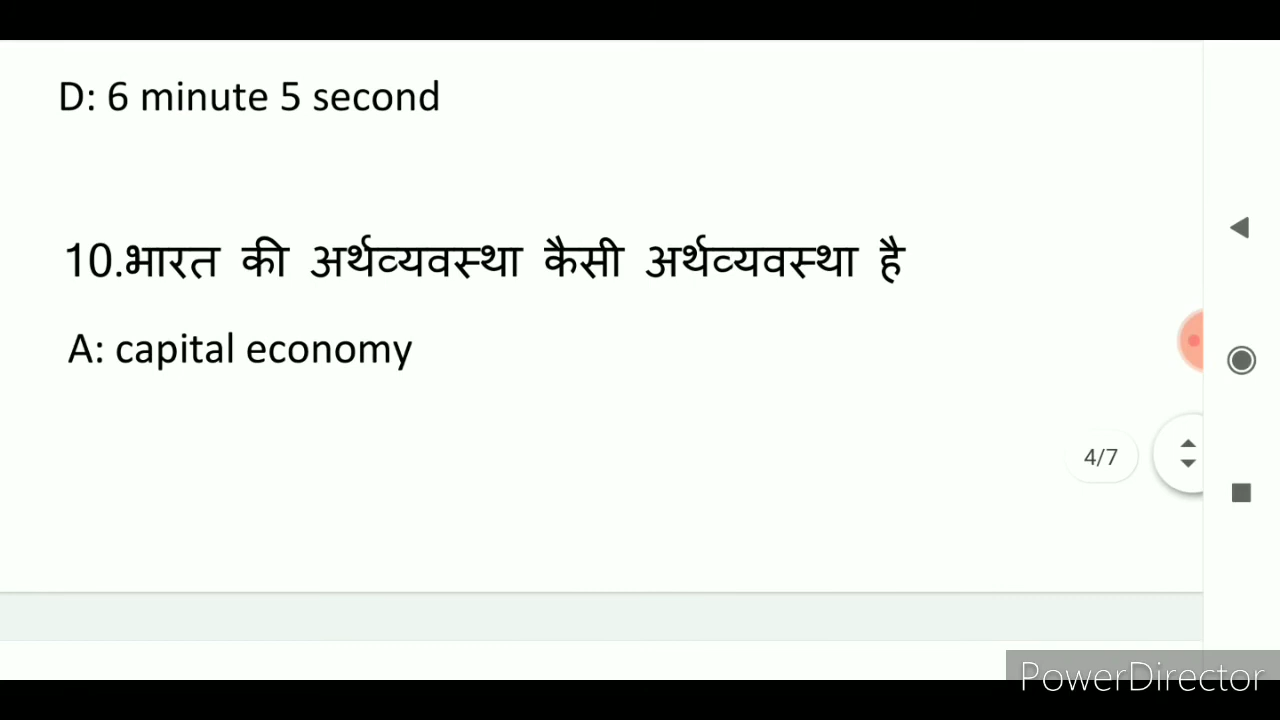 D: 6 minute 5 second
10.भारत की अर्थव्यवस्था कैसी अर्थव्यवस्था है
A: capital economy
4/7
PowerDirector